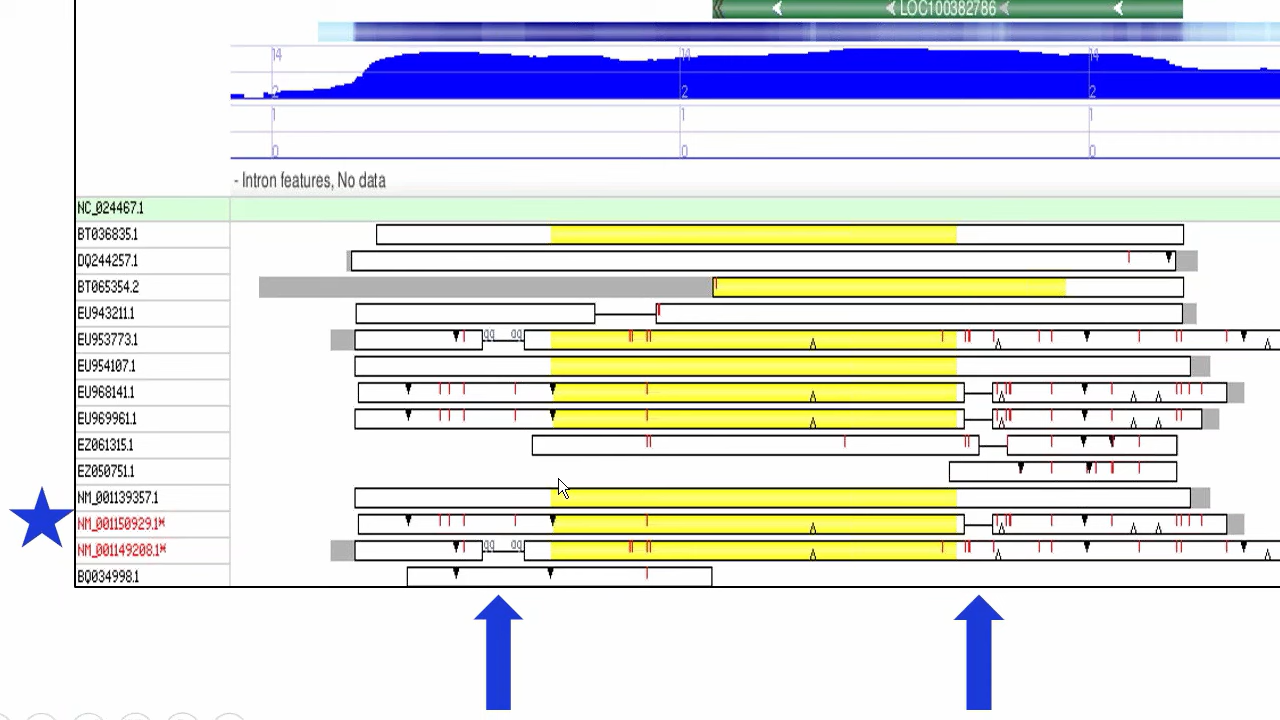 LOC100382786
14 14 14
2 2 2
1 1 1
0 0 0
- Intron features, No data
NC_024467.1
BT036835.1
DQ244257.1
BT065354.2
EU943211.1
EU953773.1
EU954107.1
EU968141.1
EU969961.1
EZ061315.1
EZ050751.1
NM_001139357.1
NM_001150929.1*
NM_001149208.1*
BQ034998.1